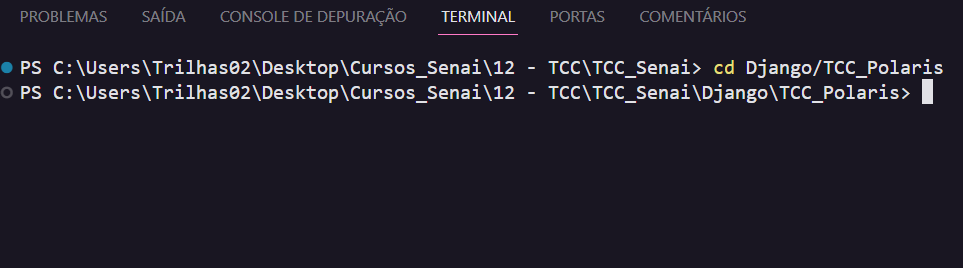 PROBLEMAS SAÍDA CONSOLE DE DEPURAÇÃO TERMINAL PORTAS COMENTÁRIOS
PS C:\Users\Trilhas02\Desktop\Cursos_Senai\12 - TCC\TCC_Senai> cd Django/TCC_Polaris
PS C:\Users\Trilhas02\Desktop\Cursos_Senai\12 - TCC\TCC_Senai\Django\TCC_Polaris>